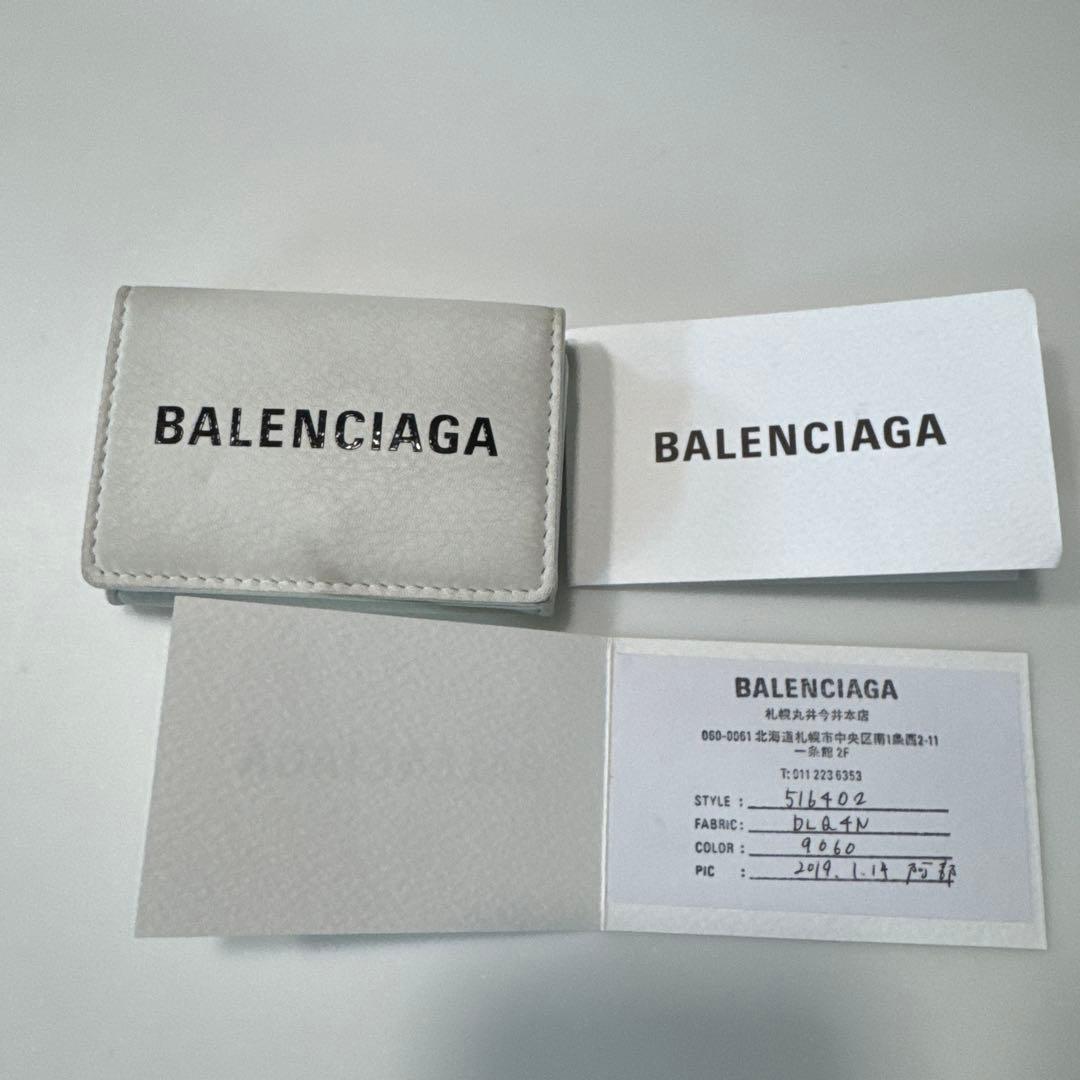 BALENCIAGA
BALENCIAGA
BALENCIAGA
札幌丸井今井本店
060-0061 北海道札幌市中央区南1条西2-11
一条館 2F
T: 011 223 6353
STYLE : 516402
FABRIC: DLQ4N
COLOR : 9060
PIC : 2019. 1. 14 阿部